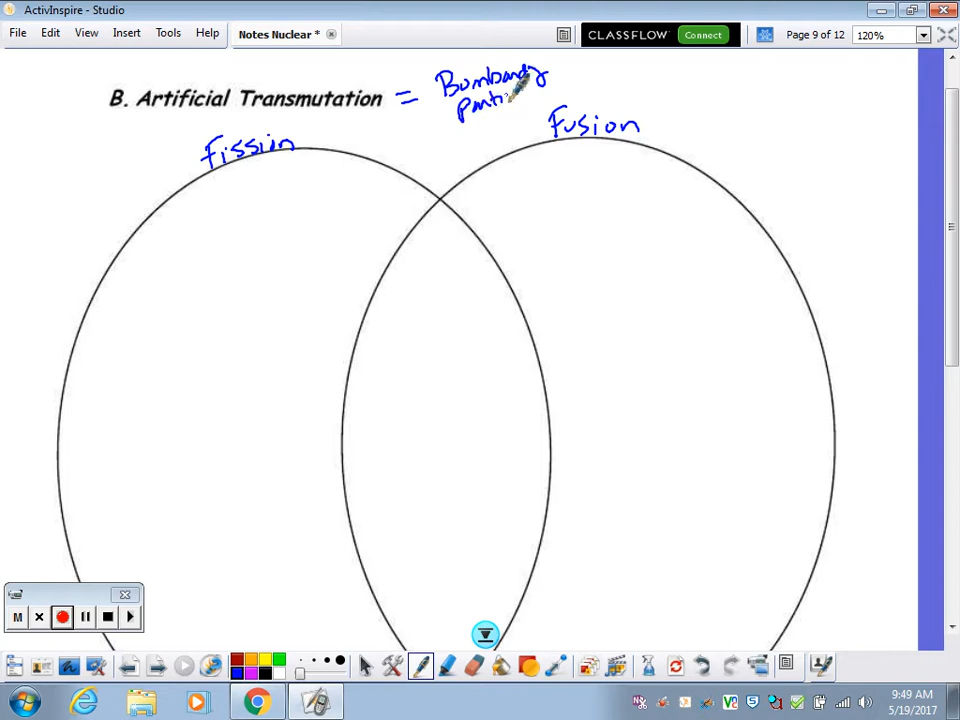 ActivInspire - Studio
File Edit View Insert Tools Help Notes Nuclear * CLASSFLOW Connect Page 9 of 12 120%
B. Artificial Transmutation =
Fission
Fusion
M
9:49 AM
5/19/2017